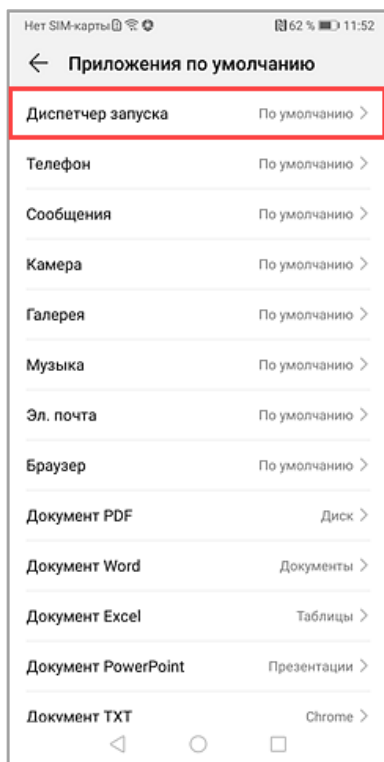 Нет SIM-карты 62 % 11:52
Приложения по умолчанию
Диспетчер запуска По умолчанию
Телефон По умолчанию
Сообщения По умолчанию
Камера По умолчанию
Галерея По умолчанию
Музыка По умолчанию
Эл. почта По умолчанию
Браузер По умолчанию
Документ PDF Диск
Документ Word Документы
Документ Excel Таблицы
Документ PowerPoint Презентации
Документ TXT Chrome